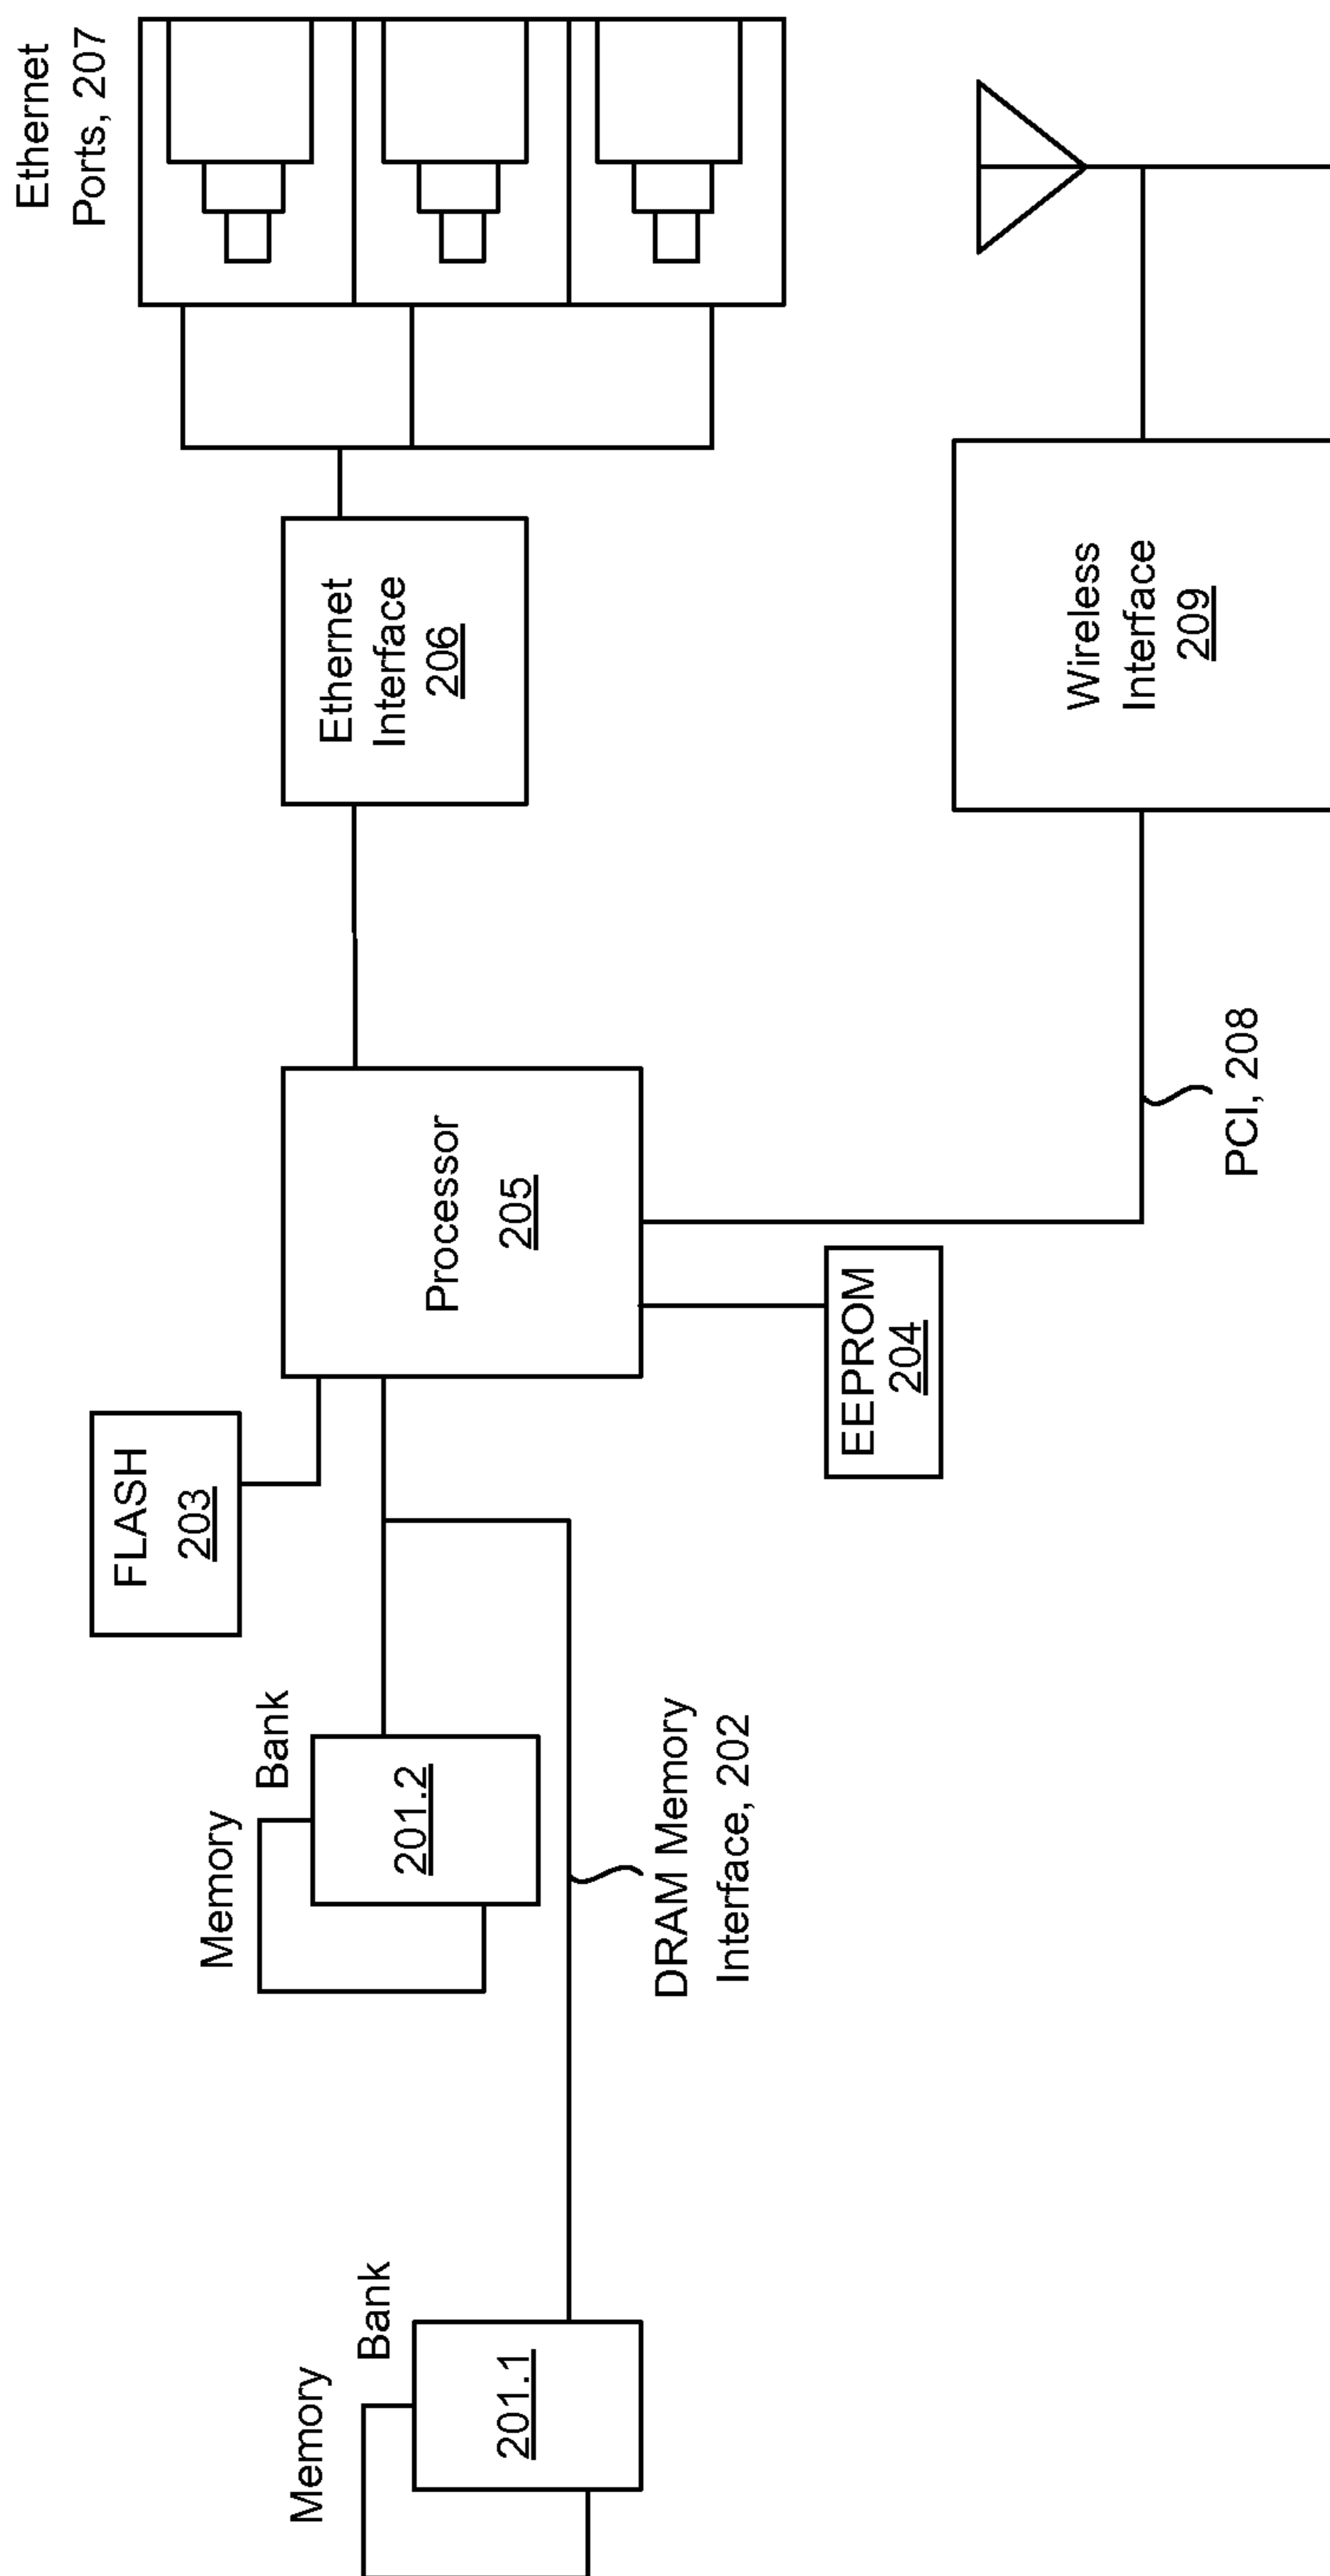 Memory
Bank
201.1
Memory
Bank
201.2
DRAM Memory
Interface, 202
FLASH
203
EEPROM
204
Processor
205
PCI, 208
Ethernet
Interface
206
Wireless
Interface
209
Ethernet
Ports, 207